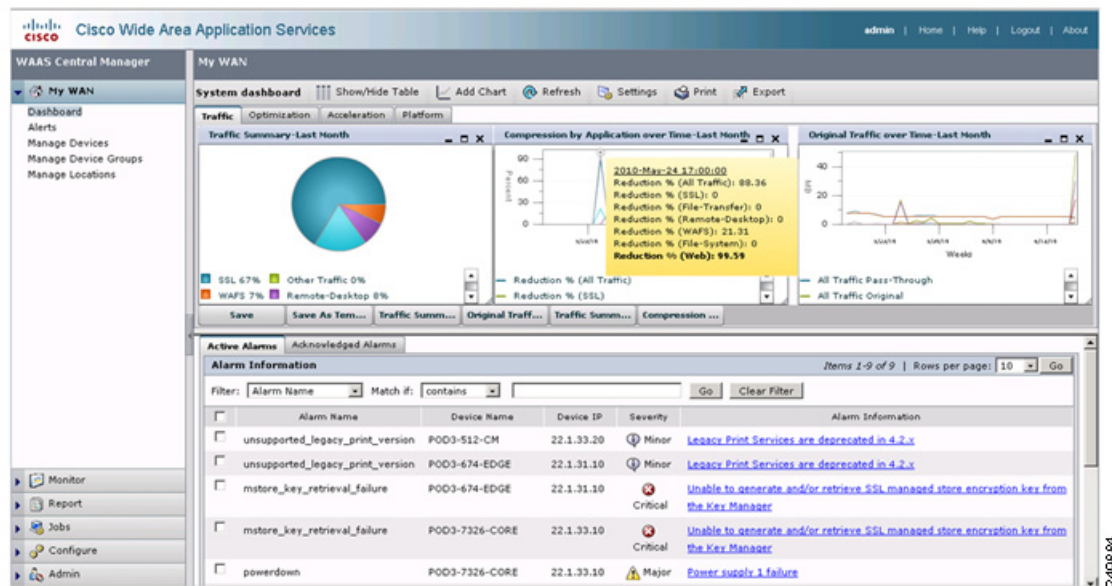 CISCO
Cisco Wide Area Application Services
admin | Home | Help | Logout | About
WAAS Central Manager
My WAN
My WAN
Dashboard
Alerts
Manage Devices
Manage Device Groups
Manage Locations
Monitor
Report
Jobs
Configure
Admin
System dashboard Show/Hide Table Add Chart Refresh Settings Print Export
Traffic Optimization Acceleration Platform
Traffic Summary-Last Month
SSL 67% Other Traffic 0%
WAFS 7% Remote-Desktop 8%
Compression by Application over Time-Last Month
90
60
30
0
Percent
2010-May-24 17:00:00
Reduction % (All Traffic): 88.36
Reduction % (SSL): 0
Reduction % (File-Transfer): 0
Reduction % (Remote-Desktop): 0
Reduction % (WAFS): 21.31
Reduction % (File-System): 0
Reduction % (Web): 99.59
Reduction % (All Traffic)
Reduction % (SSL)
Original Traffic over Time-Last Month
40
20
0
MB
Weeks
All Traffic Pass-Through
All Traffic Original
Save Save As Tem... Traffic Summ... Original Traff... Traffic Summ... Compression ...
Active Alarms Acknowledged Alarms
Alarm Information Items 1-9 of 9 | Rows per page: 10 Go
Filter: Alarm Name Match if: contains Go Clear Filter
Alarm Name Device Name Device IP Severity Alarm Information
unsupported_legacy_print_version POD3-512-CM 22.1.33.20 Minor Legacy Print Services are deprecated in 4.2.x
unsupported_legacy_print_version POD3-674-EDGE 22.1.31.10 Minor Legacy Print Services are deprecated in 4.2.x
mstore_key_retrieval_failure POD3-674-EDGE 22.1.31.10 Critical Unable to generate and/or retrieve SSL managed store encryption key from
the Key Manager
mstore_key_retrieval_failure POD3-7326-CORE 22.1.33.10 Critical Unable to generate and/or retrieve SSL managed store encryption key from
the Key Manager
powerdown POD3-7326-CORE 22.1.33.10 Major Power supply 1 failure